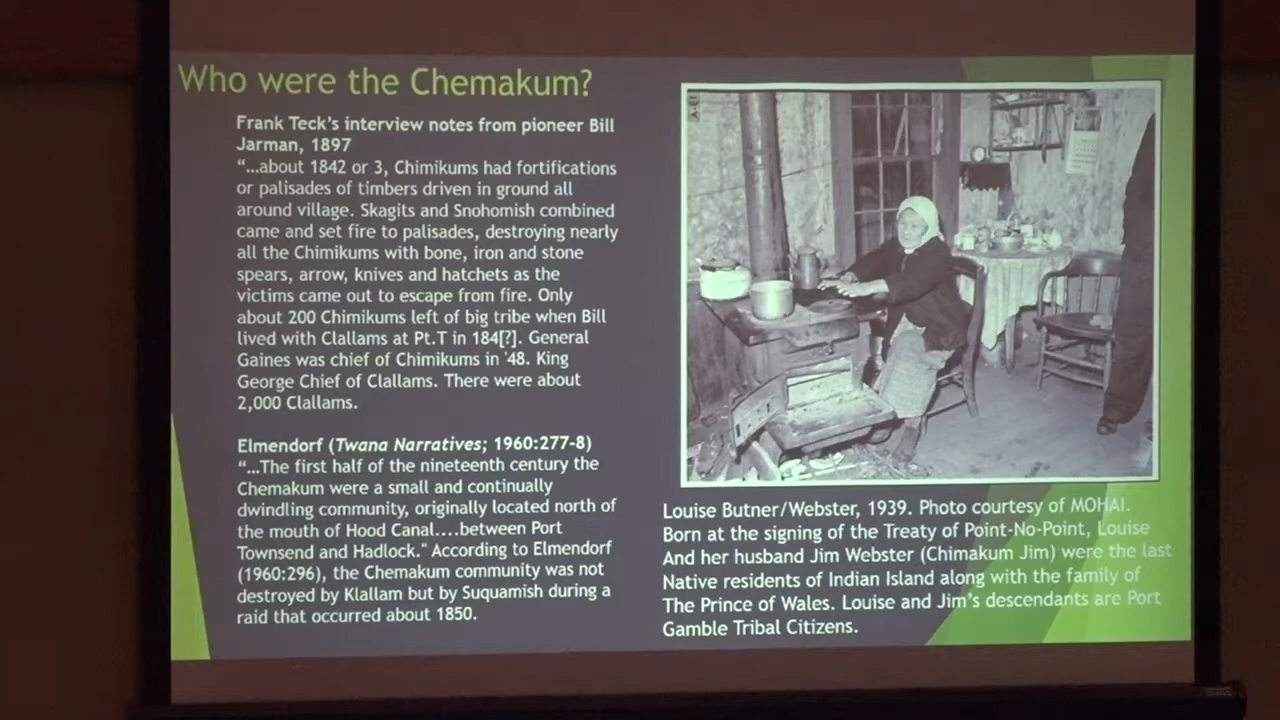 Who were the Chemakum?
Frank Teck's interview notes from pioneer Bill
Jarman, 1897
"...about 1842 or 3, Chimikums had fortifications
or palisades of timbers driven in ground all
around village. Skagits and Snohomish combined
came and set fire to palisades, destroying nearly
all the Chimikums with bone, iron and stone
spears, arrow, knives and hatchets as the
victims came out to escape from fire. Only
about 200 Chimikums left of big tribe when Bill
lived with Clallams at Pt.T in 184[?]. General
Gaines was chief of Chimikums in '48. King
George Chief of Clallams. There were about
2,000 Clallams.
Elmendorf (Twana Narratives; 1960:277-8)
"...The first half of the nineteenth century the
Chemakum were a small and continually
dwindling community, originally located north of
the mouth of Hood Canal....between Port
Townsend and Hadlock." According to Elmendorf
(1960:296), the Chemakum community was not
destroyed by Klallam but by Suquamish during a
raid that occurred about 1850.
Louise Butner/Webster, 1939. Photo courtesy of MOHAI.
Born at the signing of the Treaty of Point-No-Point, Louise
And her husband Jim Webster (Chimakum Jim) were the last
Native residents of Indian Island along with the family of
The Prince of Wales. Louise and Jim's descendants are Port
Gamble Tribal Citizens.